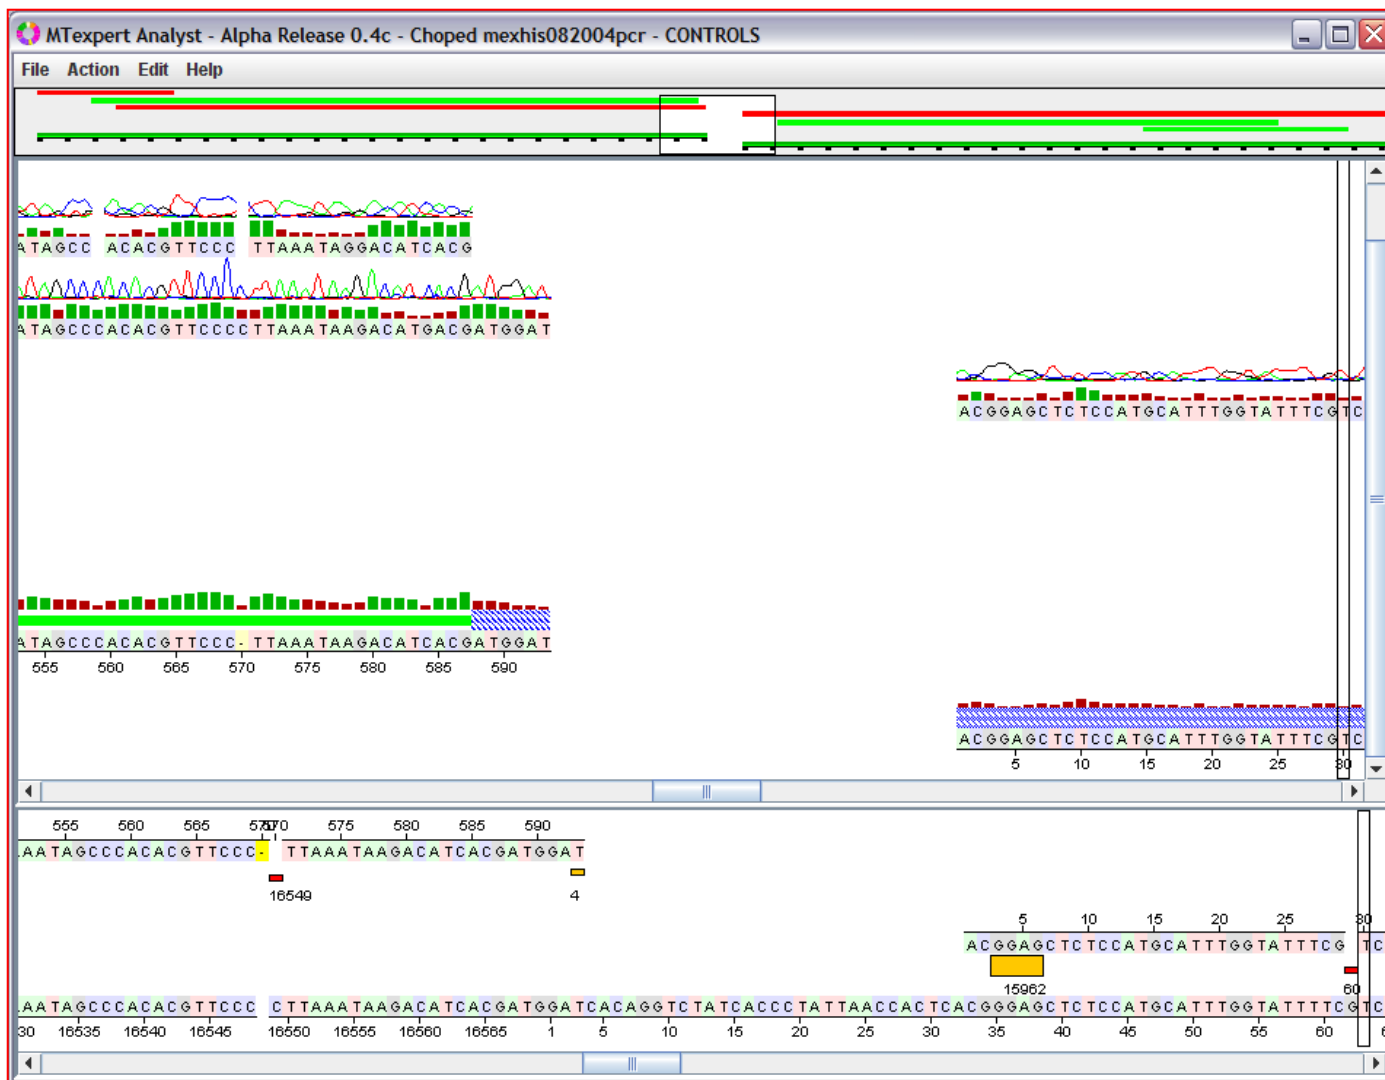 MTexpert Analyst - Alpha Release 0.4c - Choped mexhis082004pcr - CONTROLS
File Action Edit Help
ATAGCC ACACGTTCCC TTAAATAGGACATCACG
ATAGCCCACACGTTCCCCTTAAATAAGACATGACGATGGAT
ACGGAGCTCTCCATGCATTTGGTATTTCGTC
ATAGCCCACACGTTCCC-TTAAATAAGACATCACGATGGAT
555 560 565 570 575 580 585 590
ACGGAGCTCTCCATGCATTTGGTATTTCGTC
5 10 15 20 25 30
555 560 565 570 570 575 580 585 590
AATAGCCCACACGTTCCC- TTAAATAAGACATCACGATGGAT
16549 4
5 10 15 20 25 30
ACGGAGCTCTCCATGCATTTGGTATTTCG TC
15962 60
AATAGCCCACACGTTCCC CTTAAATAAGACATCACGATGGATCACAGGTCTATCACCCTATTAACCACTCACGGGAGCTCTCCATGCATTTGGTATTTTCGTC
30 16535 16540 16545 16550 16555 16560 16565 1 5 10 15 20 25 30 35 40 45 50 55 60 6